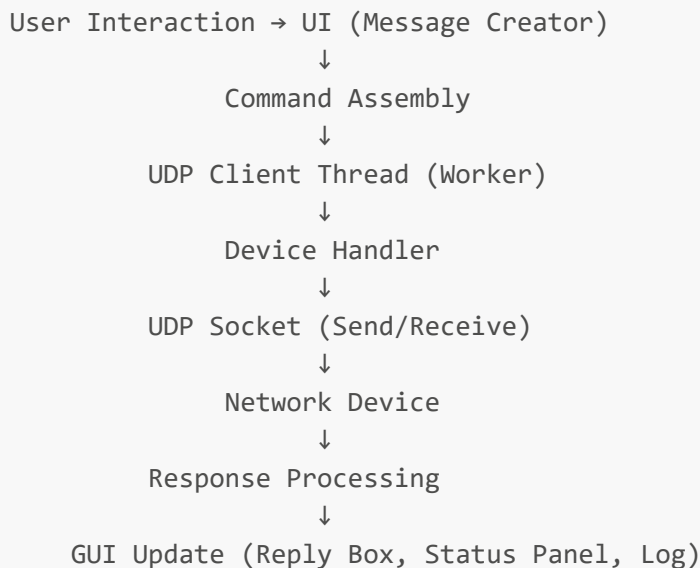 User Interaction → UI (Message Creator)
↓
Command Assembly
↓
UDP Client Thread (Worker)
↓
Device Handler
↓
UDP Socket (Send/Receive)
↓
Network Device
↓
Response Processing
↓
GUI Update (Reply Box, Status Panel, Log)